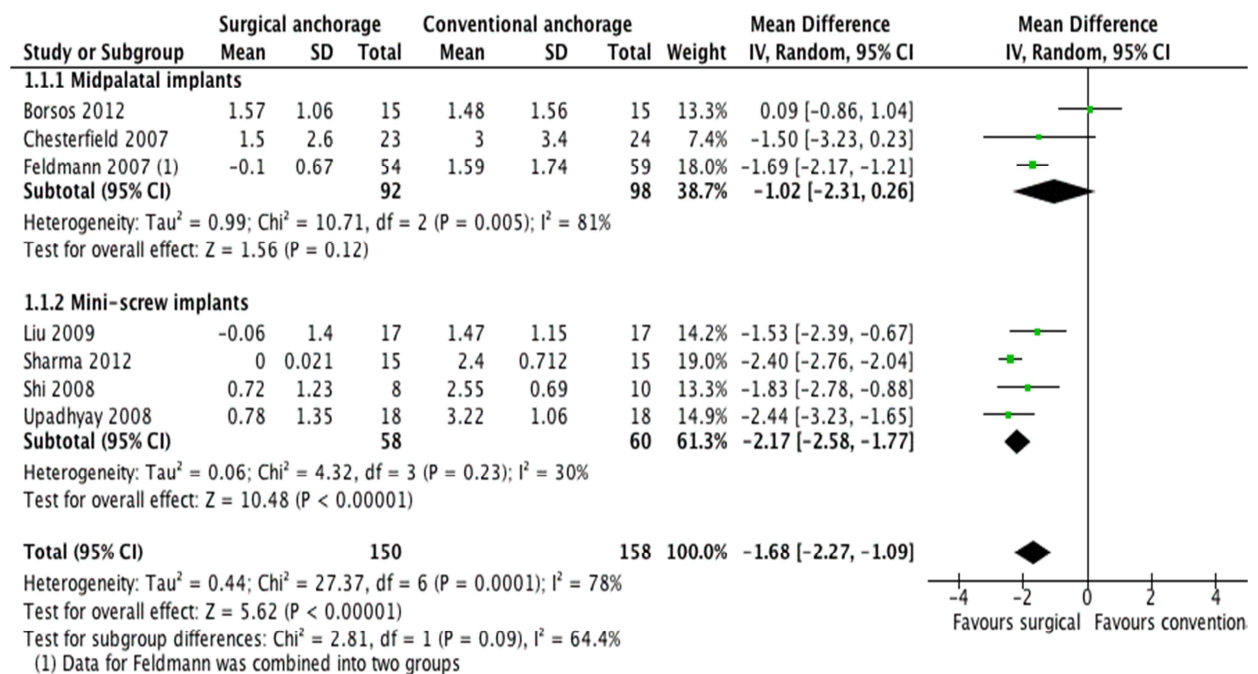 Surgical anchorage Conventional anchorage Mean Difference Mean Difference
Study or Subgroup Mean SD Total Mean SD Total Weight IV, Random, 95% CI IV, Random, 95% CI
1.1.1 Midpalatal implants
Borsos 2012 1.57 1.06 15 1.48 1.56 15 13.3% 0.09 [-0.86, 1.04]
Chesterfield 2007 1.5 2.6 23 3 3.4 24 7.4% -1.50 [-3.23, 0.23]
Feldmann 2007 (1) -0.1 0.67 54 1.59 1.74 59 18.0% -1.69 [-2.17, -1.21]
Subtotal (95% CI) 92 98 38.7% -1.02 [-2.31, 0.26]
Heterogeneity: Tau² = 0.99; Chi² = 10.71, df = 2 (P = 0.005); I² = 81%
Test for overall effect: Z = 1.56 (P = 0.12)
1.1.2 Mini-screw implants
Liu 2009 -0.06 1.4 17 1.47 1.15 17 14.2% -1.53 [-2.39, -0.67]
Sharma 2012 0 0.021 15 2.4 0.712 15 19.0% -2.40 [-2.76, -2.04]
Shi 2008 0.72 1.23 8 2.55 0.69 10 13.3% -1.83 [-2.78, -0.88]
Upadhyay 2008 0.78 1.35 18 3.22 1.06 18 14.9% -2.44 [-3.23, -1.65]
Subtotal (95% CI) 58 60 61.3% -2.17 [-2.58, -1.77]
Heterogeneity: Tau² = 0.06; Chi² = 4.32, df = 3 (P = 0.23); I² = 30%
Test for overall effect: Z = 10.48 (P < 0.00001)
Total (95% CI) 150 158 100.0% -1.68 [-2.27, -1.09]
Heterogeneity: Tau² = 0.44; Chi² = 27.37, df = 6 (P = 0.0001); I² = 78%
Test for overall effect: Z = 5.62 (P < 0.00001)
Test for subgroup differences: Chi² = 2.81, df = 1 (P = 0.09), I² = 64.4%
(1) Data for Feldmann was combined into two groups
-4 -2 0 2 4
Favours surgical Favours convention